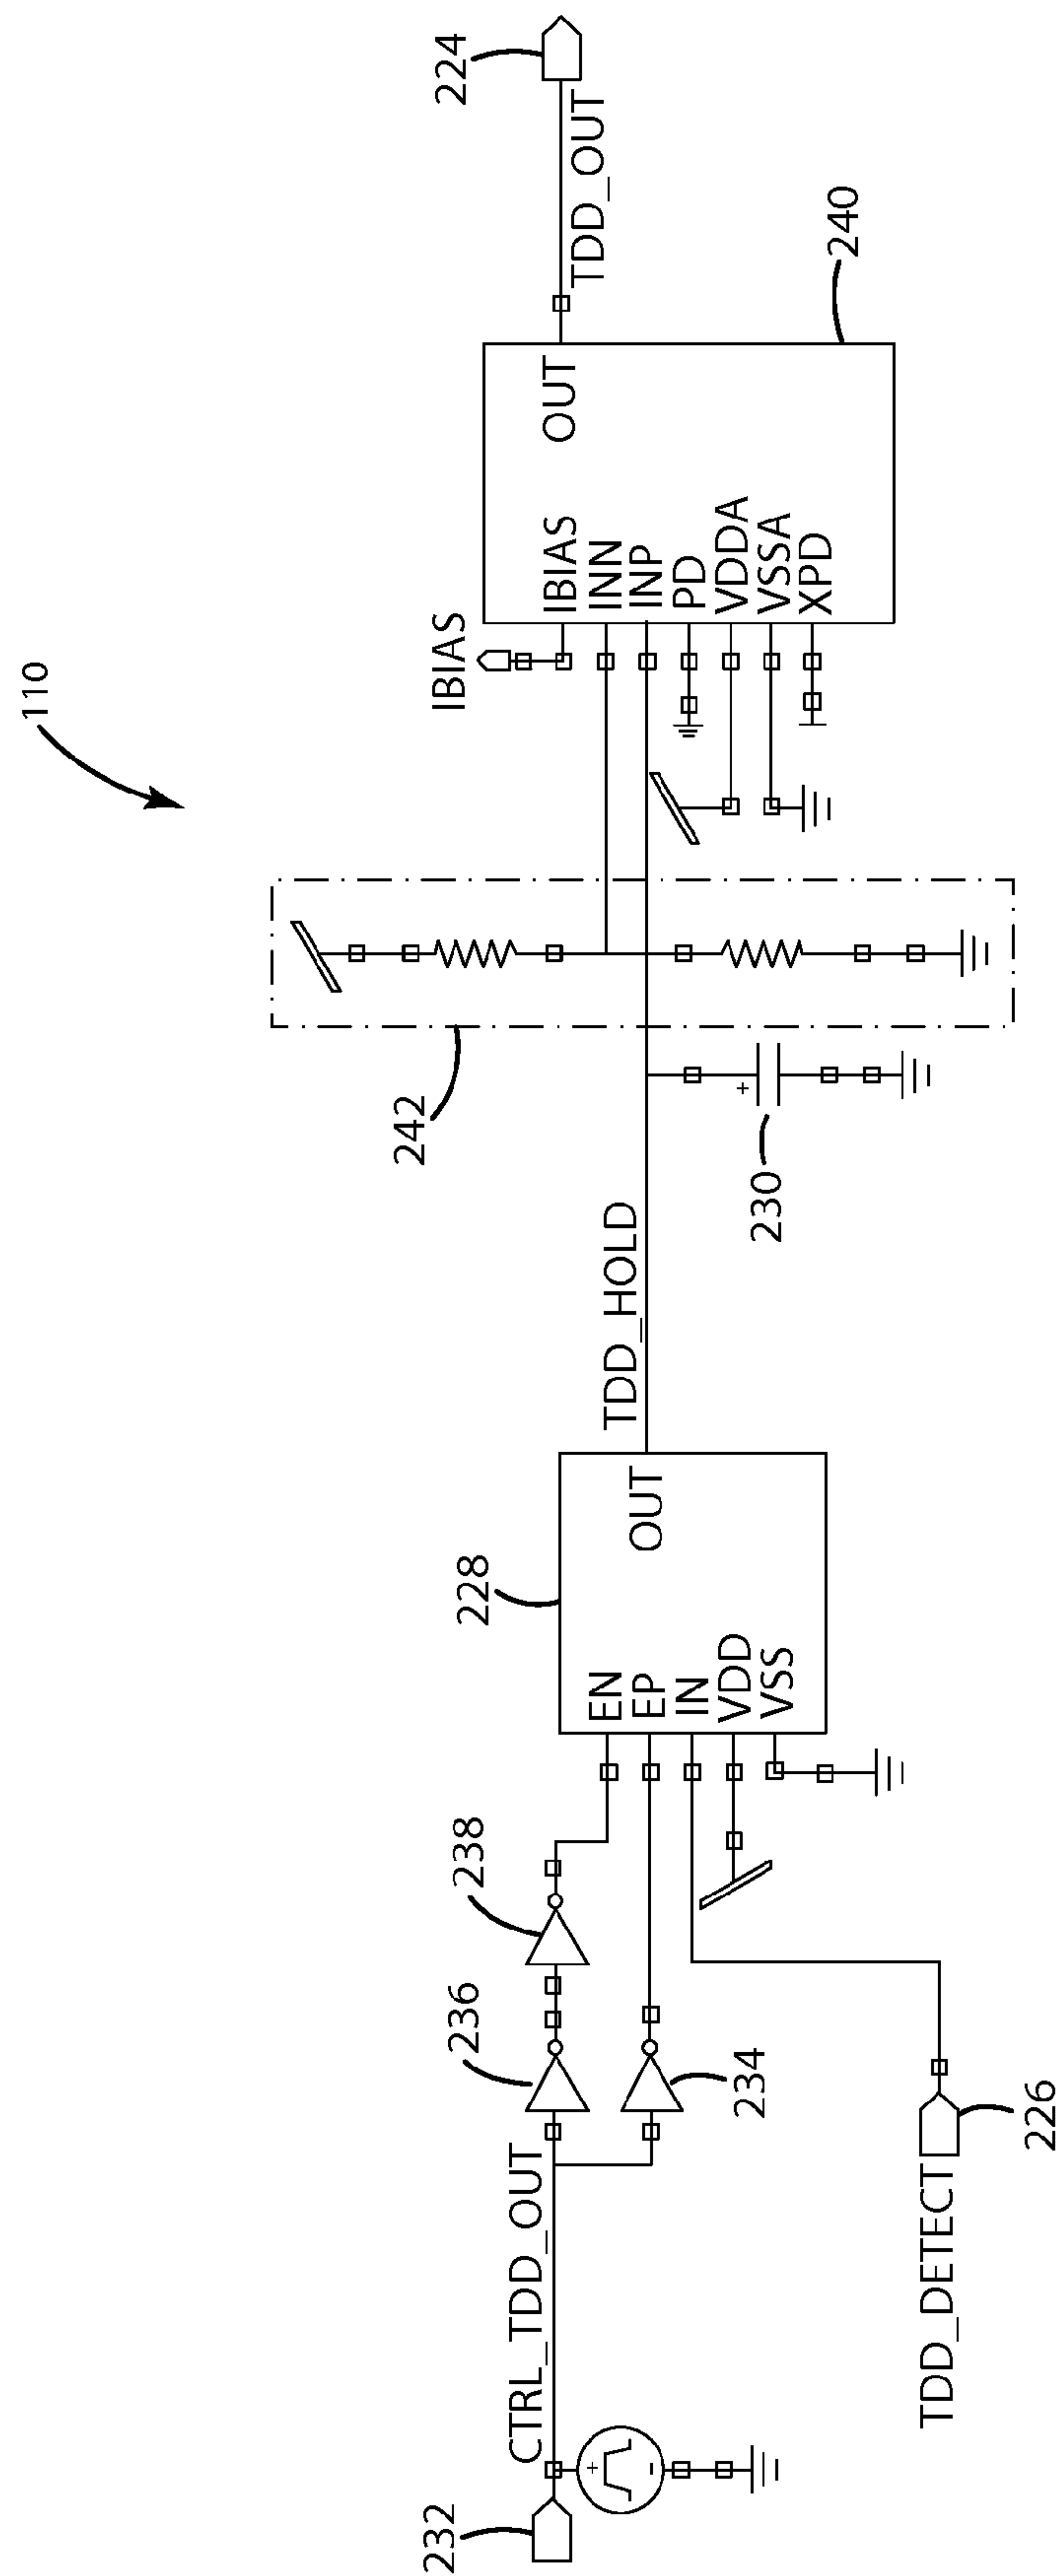 110
232
CTRL_TDD_OUT
+
-
236
238
234
TDD_DETECT
226
228
EN
EP
IN
VDD
VSS
OUT
TDD_HOLD
242
+
230
IBIAS
IBIAS
INN
INP
PD
VDDA
VSSA
XPD
OUT
240
TDD_OUT
224